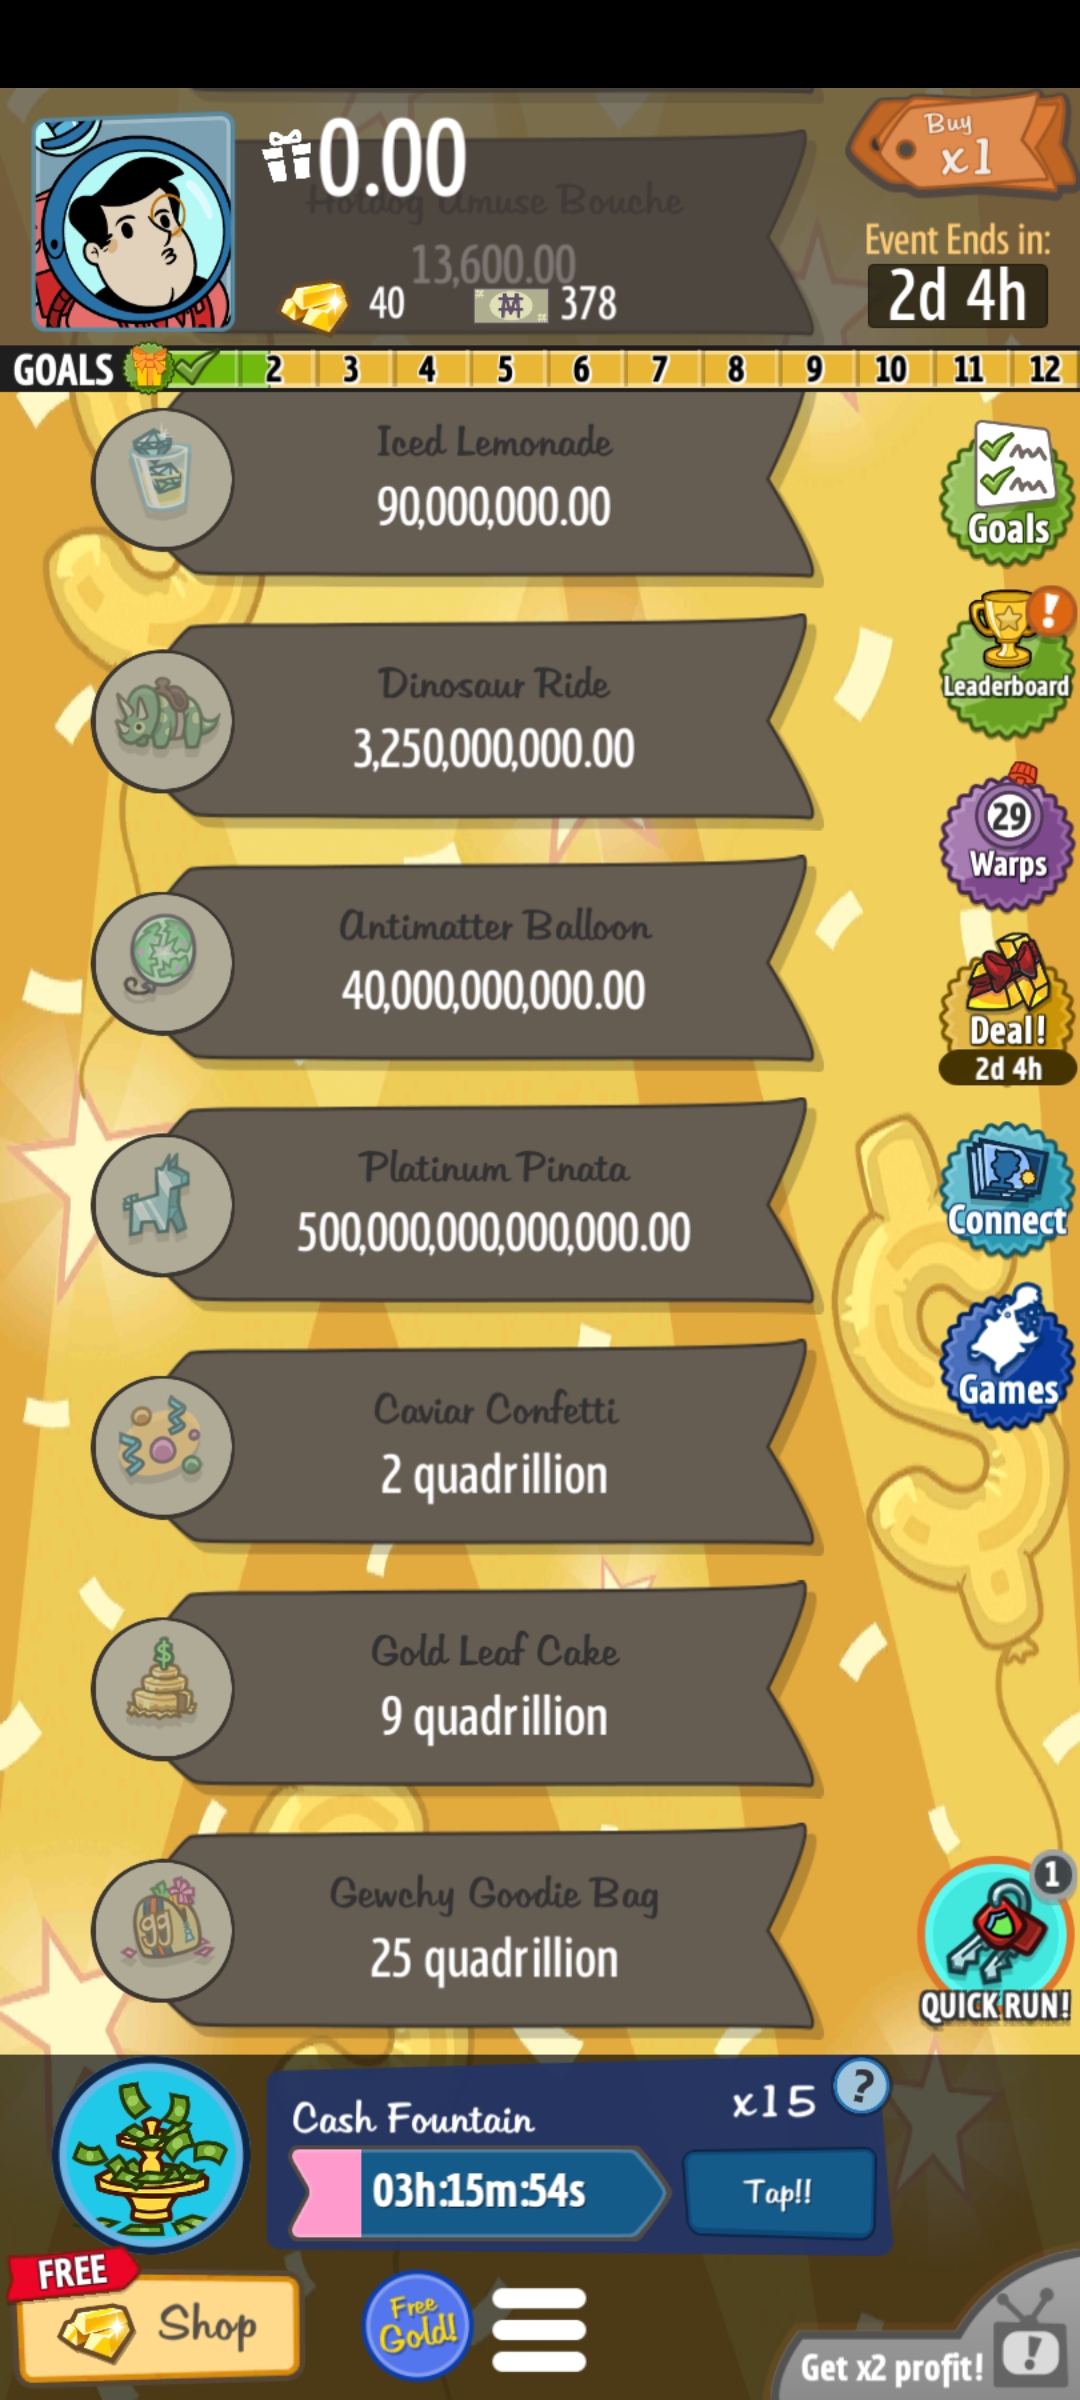 0.00
Buy
x1
Hotdog Amuse Bouche
13,600.00
Event Ends in:
2d 4h
40
378
GOALS 2 3 4 5 6 7 8 9 10 11 12
Iced Lemonade
90,000,000.00
Goals
Dinosaur Ride
3,250,000,000.00
Leaderboard
29
Warps
Antimatter Balloon
40,000,000,000.00
Deal!
2d 4h
Platinum Pinata
500,000,000,000,000.00
Connect
Caviar Confetti
2 quadrillion
Games
Gold Leaf Cake
9 quadrillion
Gewchy Goodie Bag
25 quadrillion
1
QUICK RUN!
Cash Fountain
x15
?
03h:15m:54s
Tap!!
FREE
Shop
Free
Gold!
Get x2 profit!